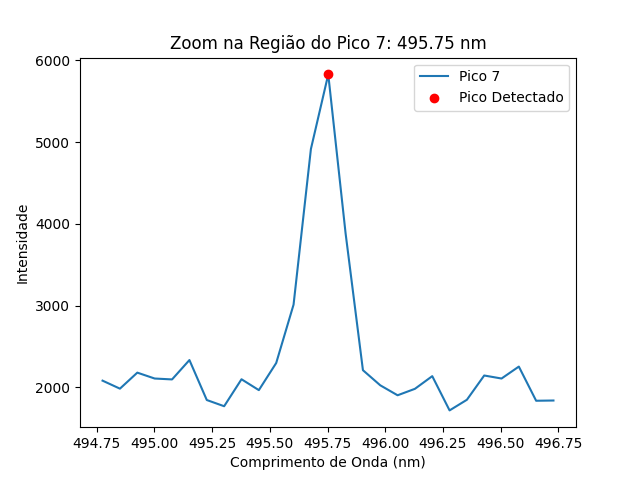 Zoom na Região do Pico 7: 495.75 nm
Pico 7
Pico Detectado
Intensidade
6000
5000
4000
3000
2000
494.75 495.00 495.25 495.50 495.75 496.00 496.25 496.50 496.75
Comprimento de Onda (nm)